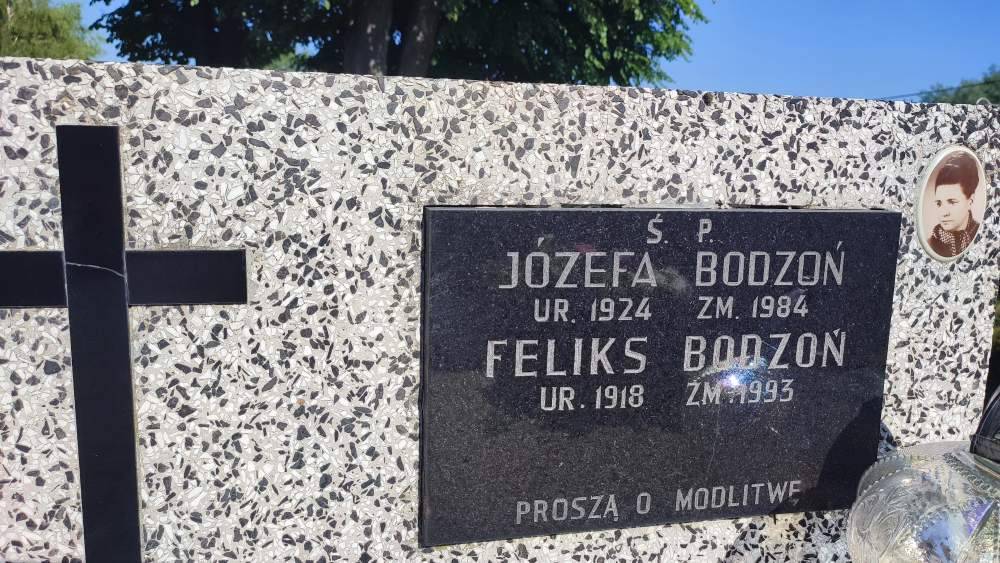 Ś. P.
JÓZEFA BODZOŃ
UR. 1924 ZM. 1984
FELIKS BODZOŃ
UR. 1918 ZM. 1993
PROSZĄ O MODLITWĘ